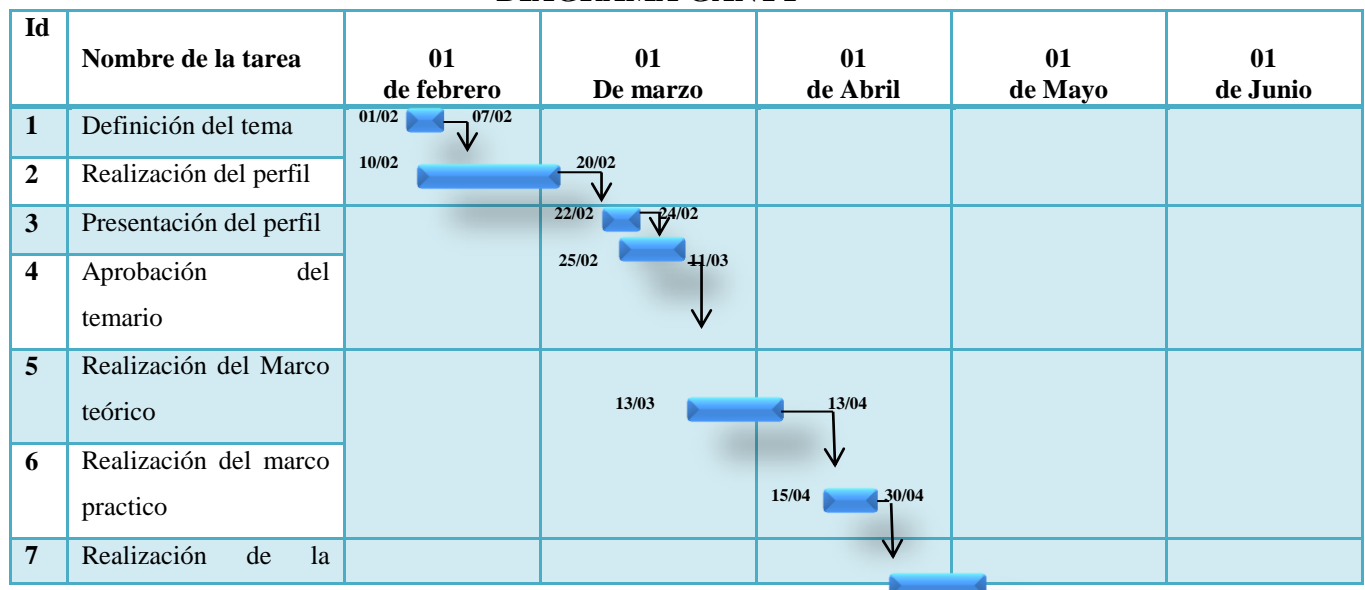 DIAGRAMA GANTT
Id
Nombre de la tarea
01
de febrero
01
De marzo
01
de Abril
01
de Mayo
01
de Junio
1
Definición del tema
01/02
07/02
2
Realización del perfil
10/02
20/02
3
Presentación del perfil
22/02
24/02
4
Aprobación del
temario
25/02
11/03
5
Realización del Marco
teórico
13/03
13/04
6
Realización del marco
practico
15/04
30/04
7
Realización de la